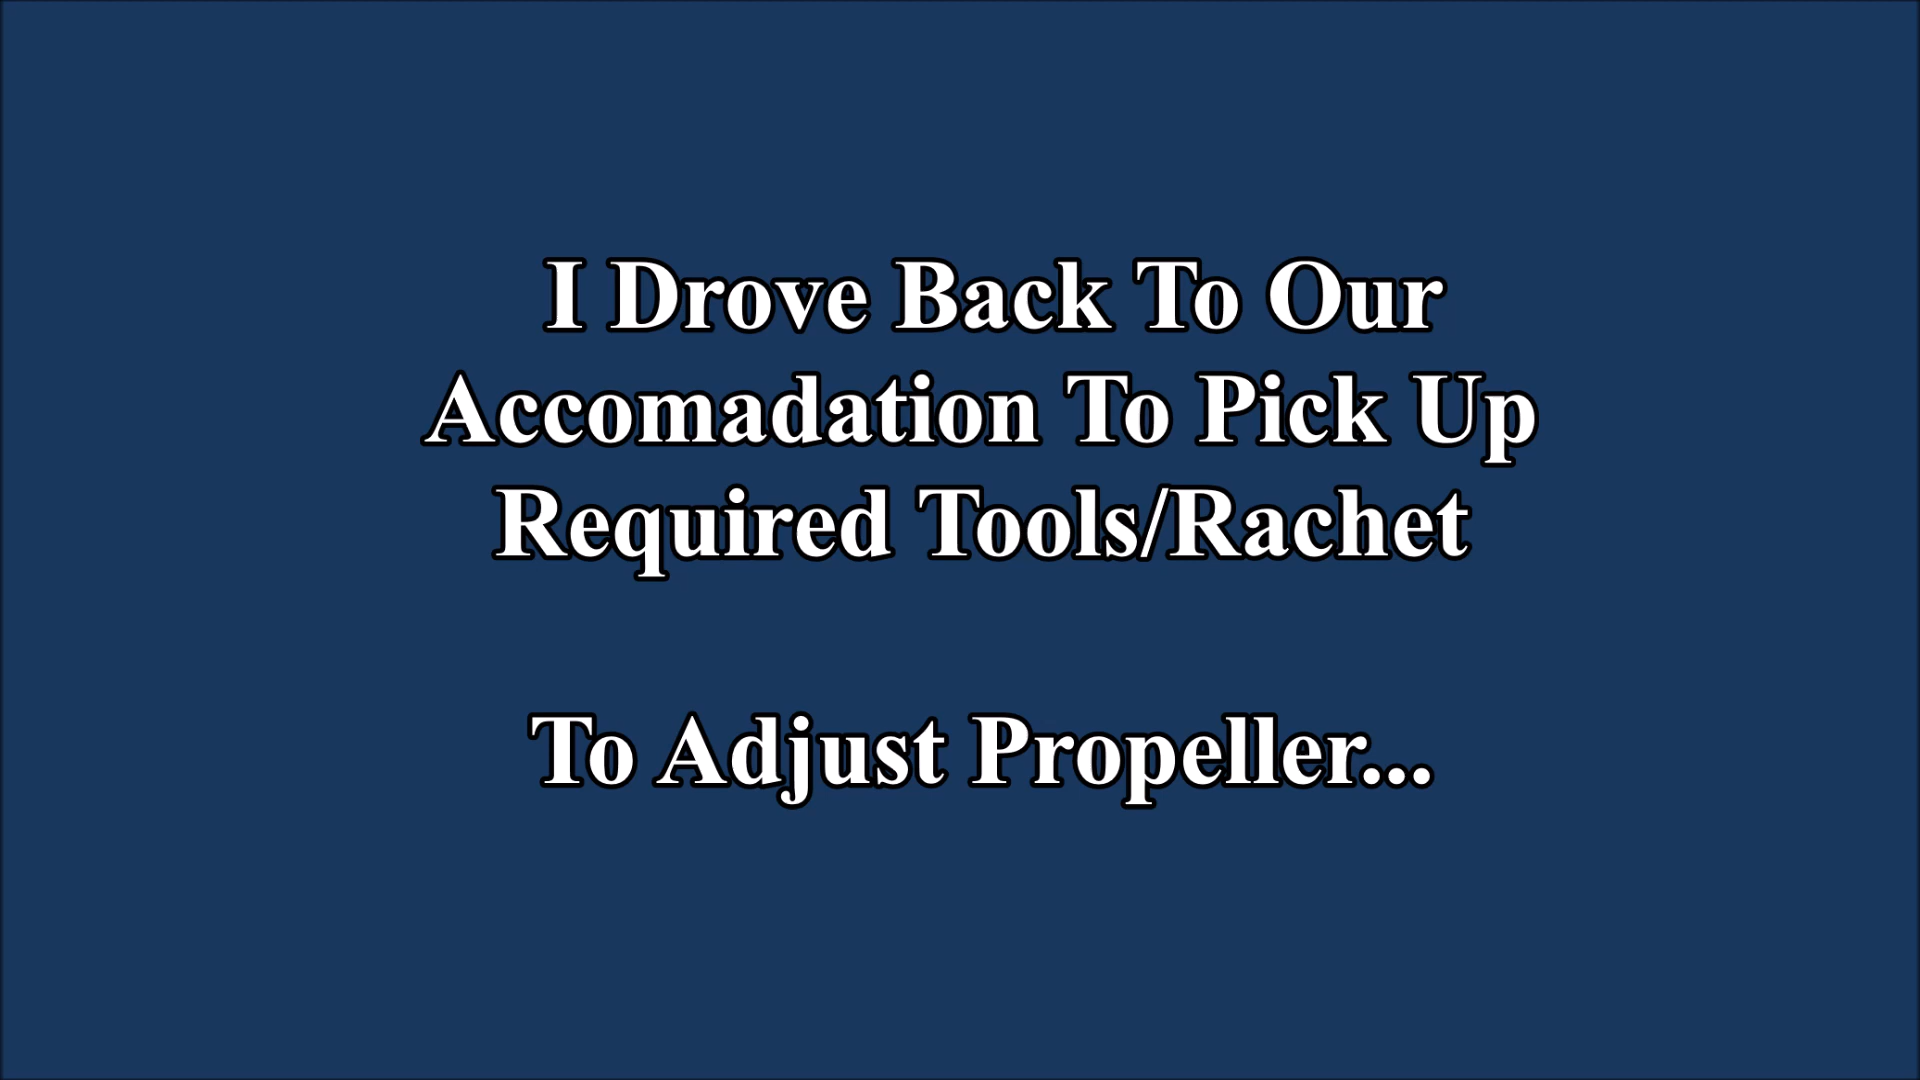 I Drove Back To Our
Accomadation To Pick Up
Required Tools/Rachet
To Adjust Propeller...